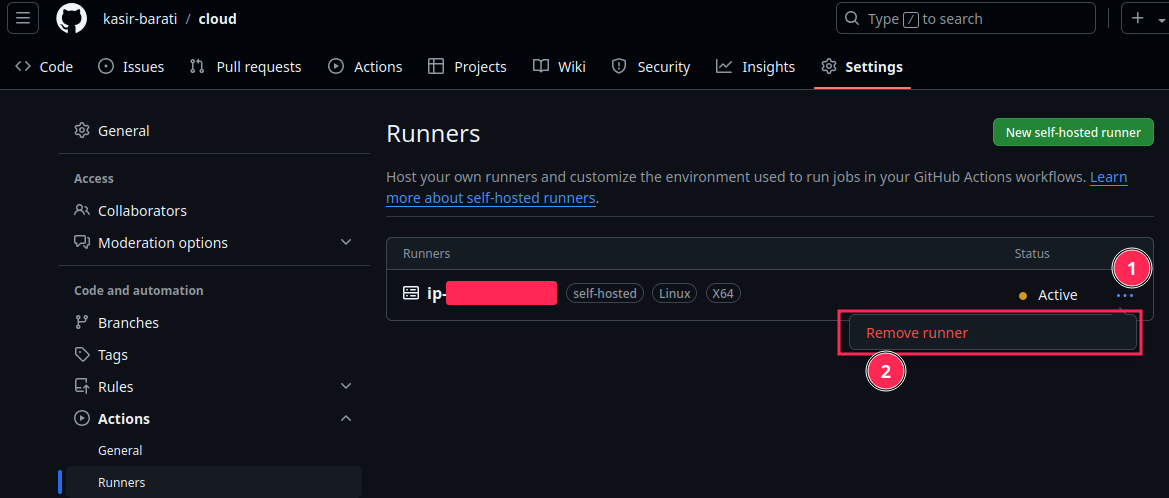 kasir-barati / cloud
Type / to search
Code
Issues
Pull requests
Actions
Projects
Wiki
Security
Insights
Settings
General
Access
Collaborators
Moderation options
Code and automation
Branches
Tags
Rules
Actions
General
Runners
Runners
New self-hosted runner
Host your own runners and customize the environment used to run jobs in your GitHub Actions workflows. Learn
more about self-hosted runners.
Runners
Status
1
ip-
self-hosted
Linux
X64
Active
Remove runner
2